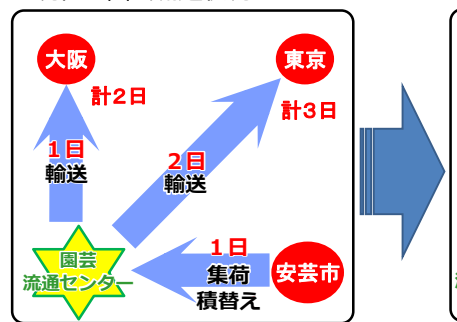 大阪
東京
計2日
計3日
1日
輸送
2日
輸送
園芸
流通センター
1日
集荷
積替え
安芸市